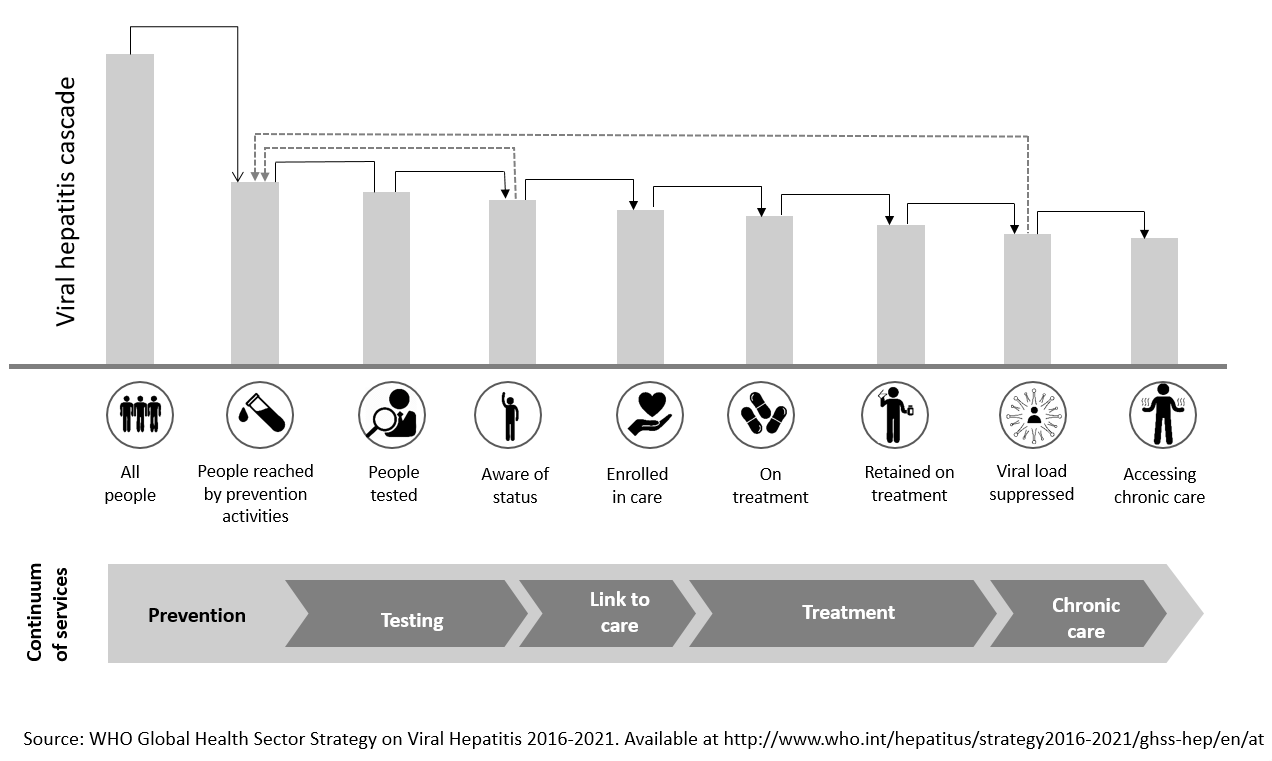 Viral hepatitis cascade
All
people
People reached
by prevention
activities
People
tested
Aware of
status
Enrolled
in care
On
treatment
Retained on
treatment
Viral load
suppressed
Accessing
chronic care
Continuum
of services
Prevention
Testing
Link to
care
Treatment
Chronic
care
Source: WHO Global Health Sector Strategy on Viral Hepatitis 2016-2021. Available at http://www.who.int/hepatitus/strategy2016-2021/ghss-hep/en/at